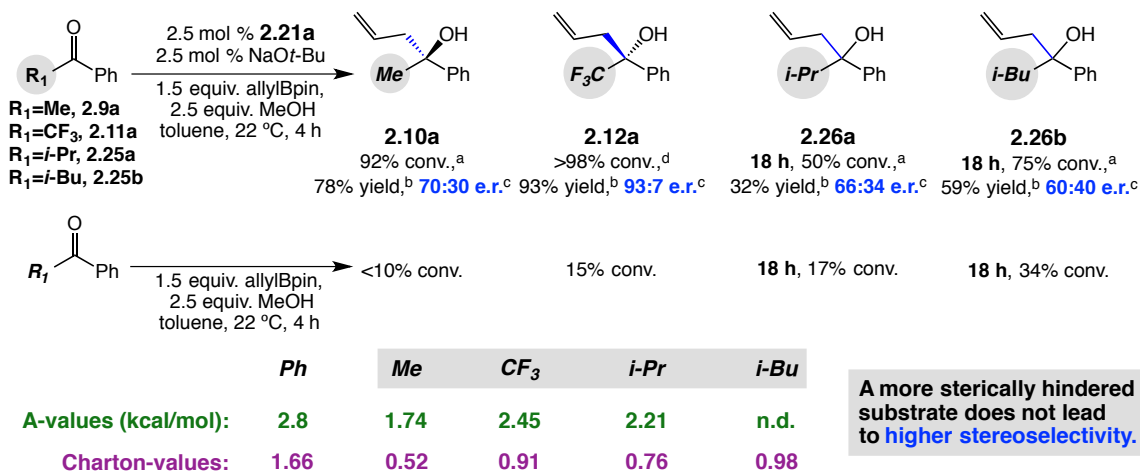 O
R1
Ph
R1=Me, 2.9a
R1=CF3, 2.11a
R1=i-Pr, 2.25a
R1=i-Bu, 2.25b
2.5 mol % 2.21a
2.5 mol % NaOt-Bu
1.5 equiv. allylBpin,
2.5 equiv. MeOH
toluene, 22 ºC, 4 h
OH
Me
Ph
2.10a
92% conv.,a
78% yield,b 70:30 e.r.c
OH
F3C
Ph
2.12a
>98% conv.,d
93% yield,b 93:7 e.r.c
OH
i-Pr
Ph
2.26a
18 h, 50% conv.,a
32% yield,b 66:34 e.r.c
OH
i-Bu
Ph
2.26b
18 h, 75% conv.,a
59% yield,b 60:40 e.r.c
O
R1
Ph
1.5 equiv. allylBpin,
2.5 equiv. MeOH
toluene, 22 ºC, 4 h
<10% conv.
15% conv.
18 h, 17% conv.
18 h, 34% conv.
Ph Me CF3 i-Pr i-Bu
A-values (kcal/mol): 2.8 1.74 2.45 2.21 n.d.
Charton-values: 1.66 0.52 0.91 0.76 0.98
A more sterically hindered
substrate does not lead
to higher stereoselectivity.